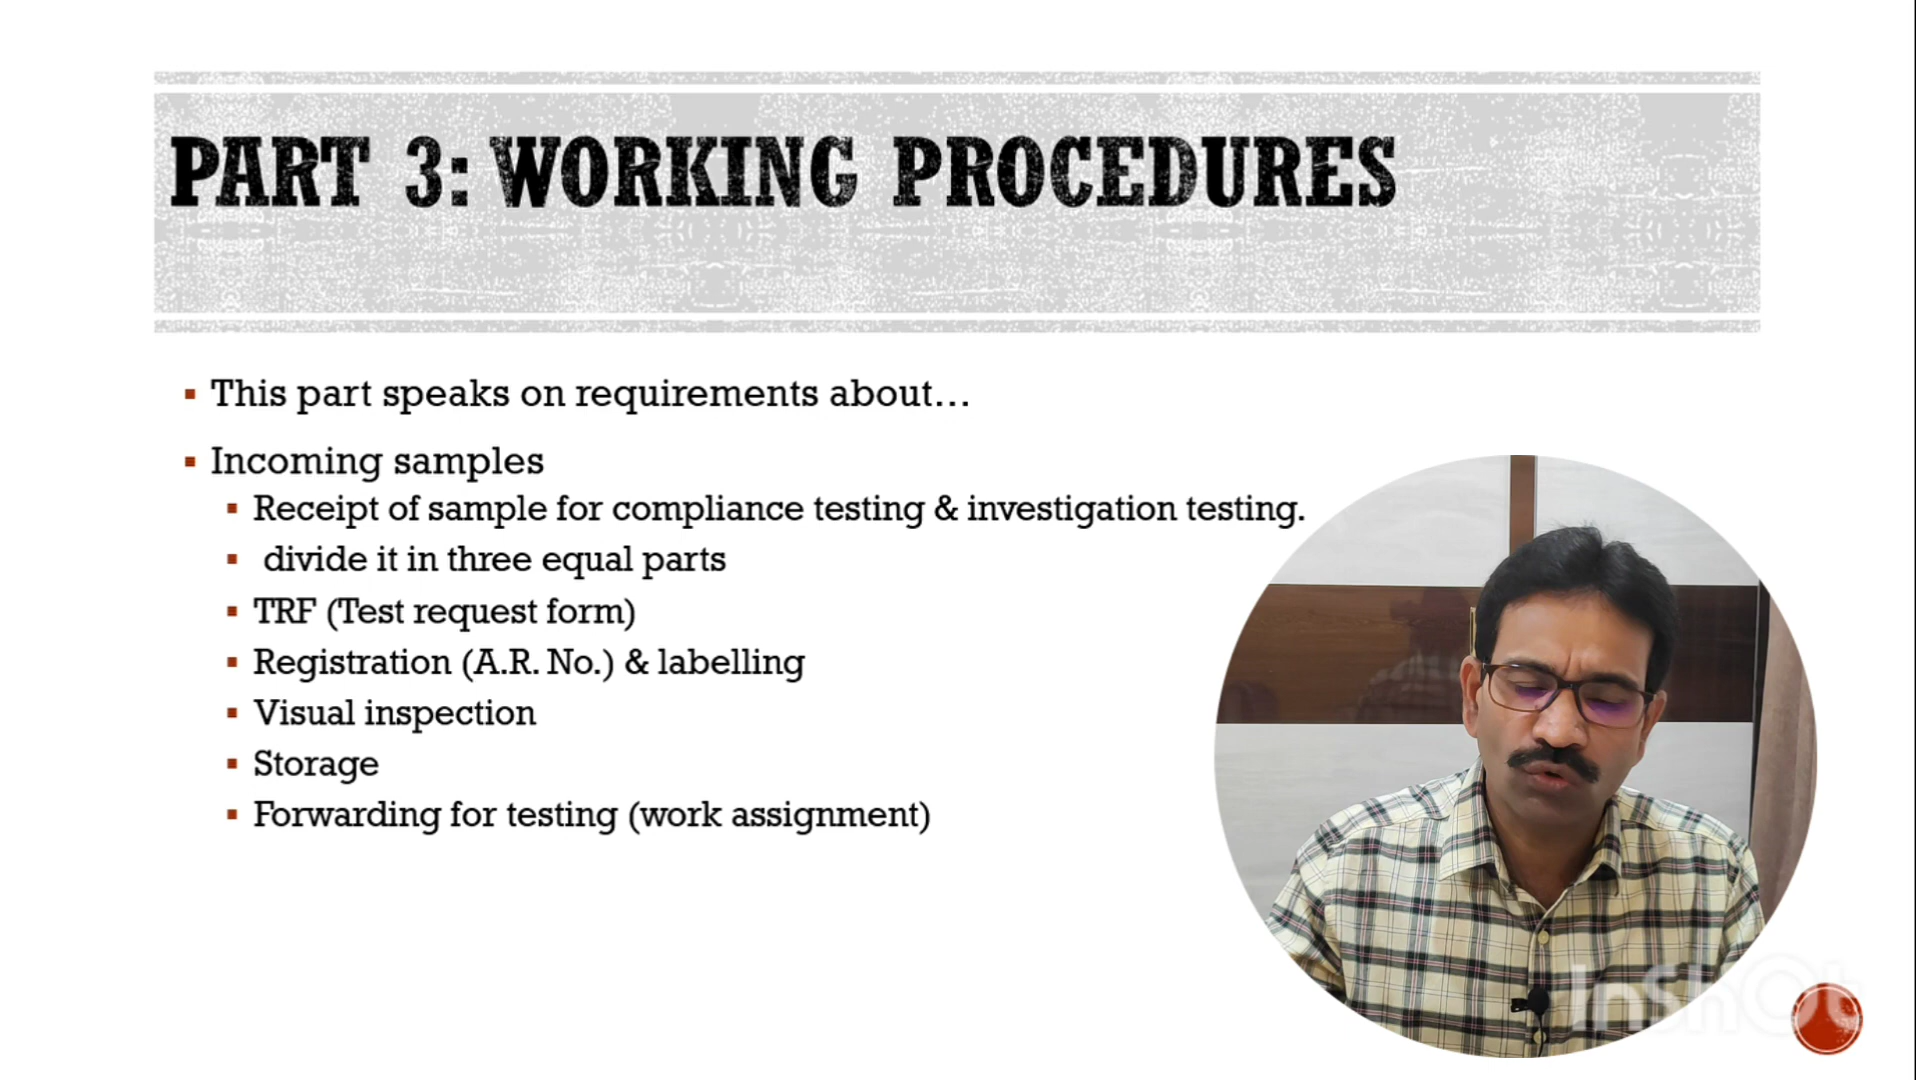 PART 3: WORKING PROCEDURES
This part speaks on requirements about...
Incoming samples
Receipt of sample for compliance testing & investigation testing.
divide it in three equal parts
TRF (Test request form)
Registration (A.R. No.) & labelling
Visual inspection
Storage
Forwarding for testing (work assignment)
InShOt